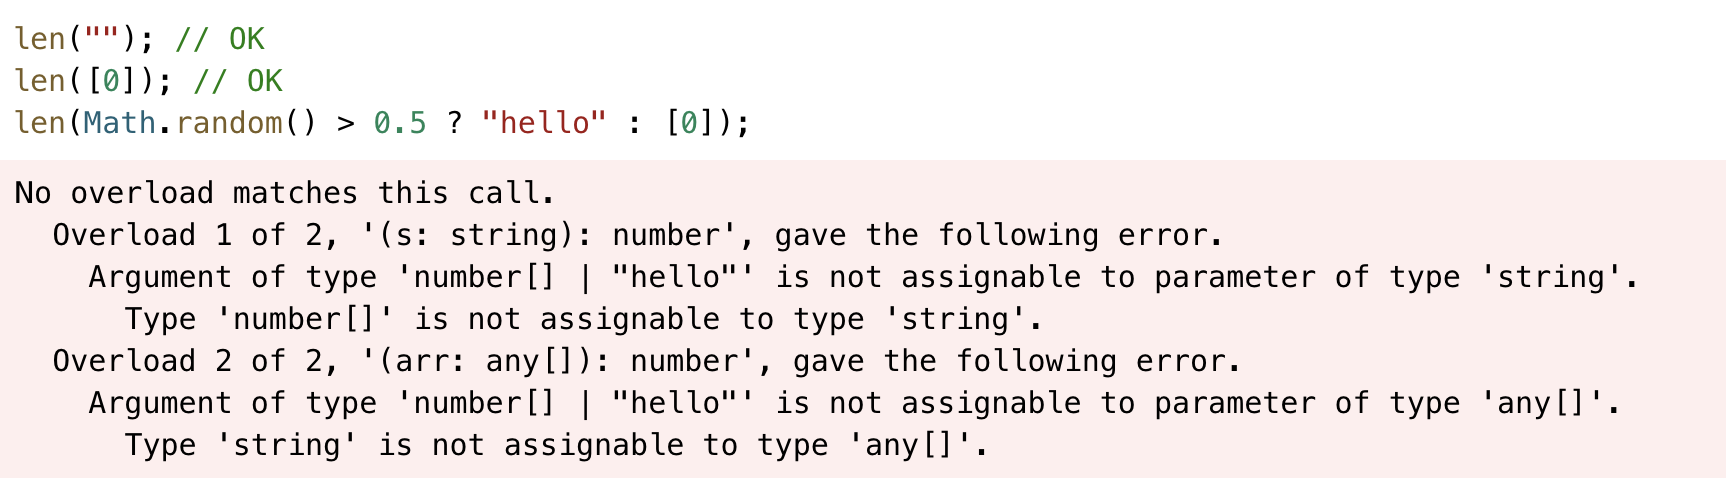 len(""); // OK
len([0]); // OK
len(Math.random() > 0.5 ? "hello" : [0]);
No overload matches this call.
Overload 1 of 2, '(s: string): number', gave the following error.
Argument of type 'number[] | "hello"' is not assignable to parameter of type 'string'.
Type 'number[]' is not assignable to type 'string'.
Overload 2 of 2, '(arr: any[]): number', gave the following error.
Argument of type 'number[] | "hello"' is not assignable to parameter of type 'any[]'.
Type 'string' is not assignable to type 'any[]'.